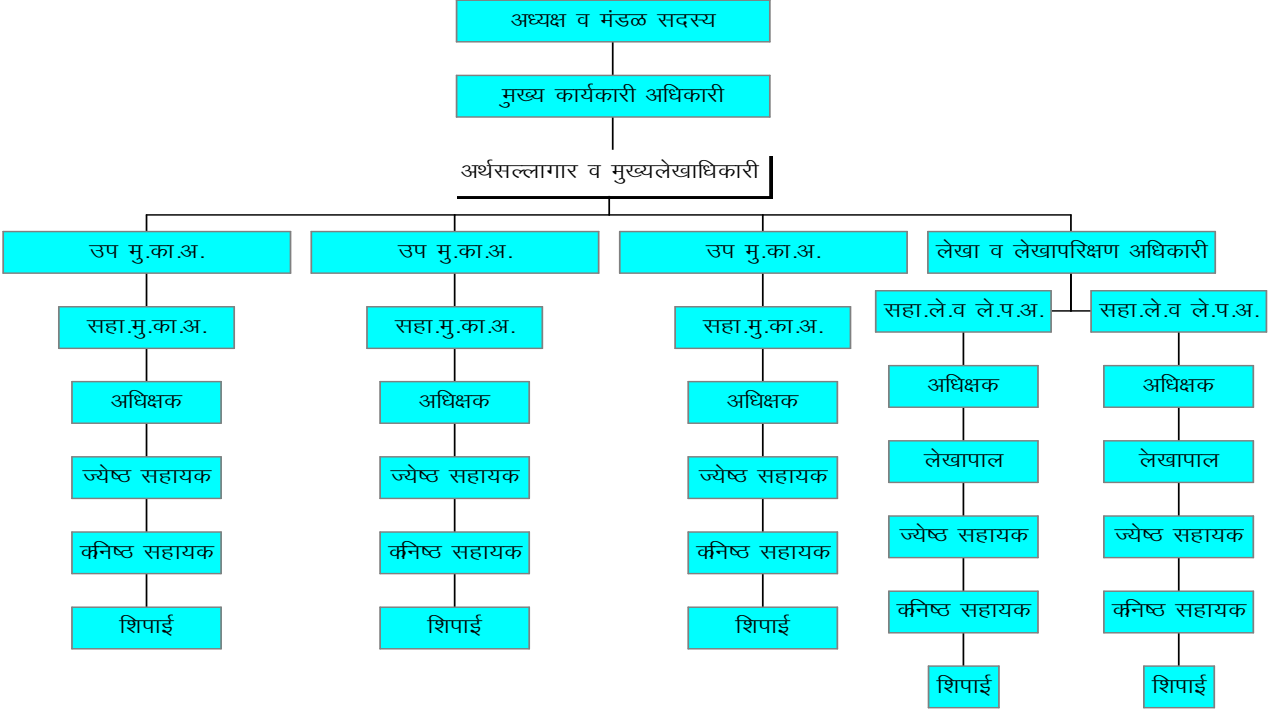 अध्यक्ष व मंडळ सदस्य
मुख्य कार्यकारी अधिकारी
अर्थसल्लागार व मुख्यलेखाधिकारी
उप मु.का.अ.
उप मु.का.अ.
उप मु.का.अ.
लेखा व लेखापरिक्षण अधिकारी
सहा.मु.का.अ.
सहा.मु.का.अ.
सहा.मु.का.अ.
सहा.ले.व ले.प.अ.
सहा.ले.व ले.प.अ.
अधिक्षक
अधिक्षक
अधिक्षक
अधिक्षक
अधिक्षक
ज्येष्ठ सहायक
ज्येष्ठ सहायक
ज्येष्ठ सहायक
लेखापाल
लेखापाल
कनिष्ठ सहायक
कनिष्ठ सहायक
कनिष्ठ सहायक
ज्येष्ठ सहायक
ज्येष्ठ सहायक
शिपाई
शिपाई
शिपाई
कनिष्ठ सहायक
कनिष्ठ सहायक
शिपाई
शिपाई